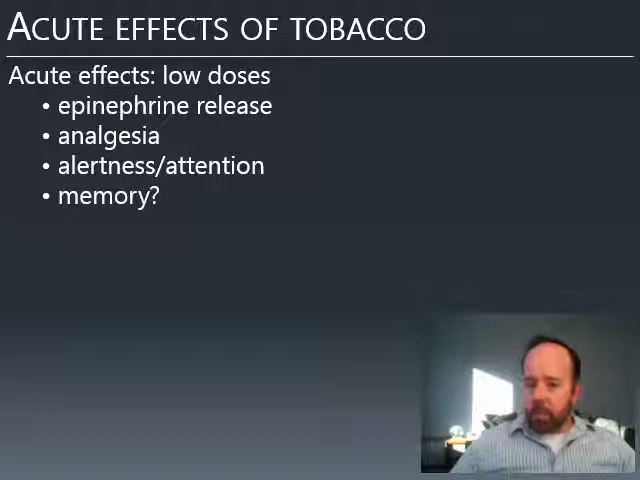 ACUTE EFFECTS OF TOBACCO
Acute effects: low doses
• epinephrine release
• analgesia
• alertness/attention
• memory?